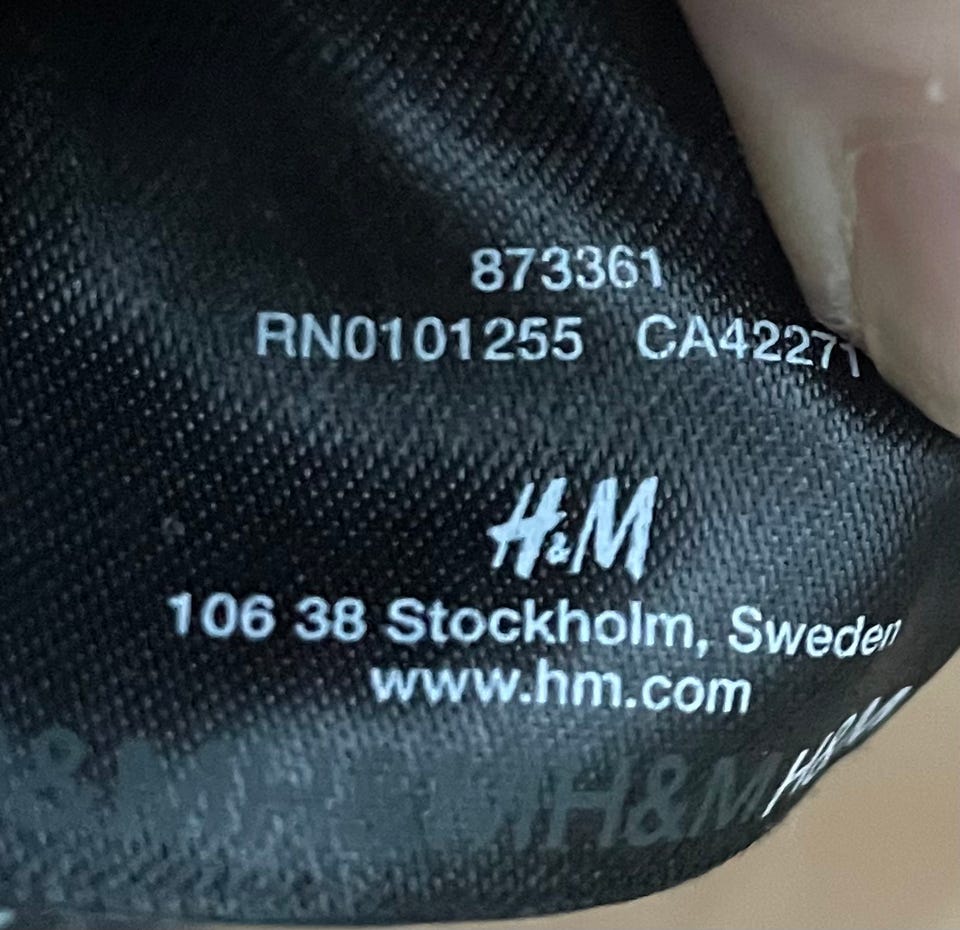 873361
RN0101255 CA42271
H&M
106 38 Stockholm, Sweden
www.hm.com
H&M
H&M